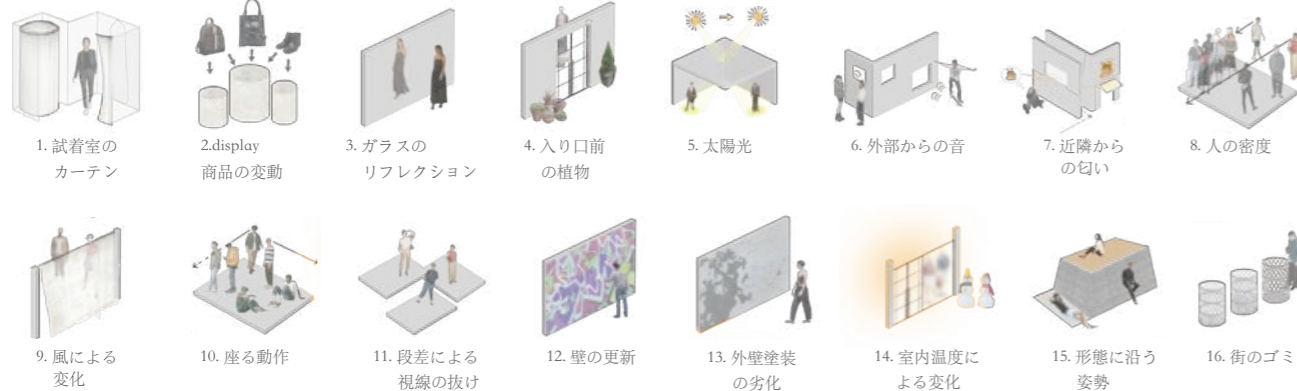 1. 試着室の
カーテン
2.display
商品の変動
3. ガラスの
リフレクション
4. 入り口前
の植物
5. 太陽光
6. 外部からの音
7. 近隣から
の匂い
8. 人の密度
9. 風による
変化
10. 座る動作
11. 段差による
視線の抜け
12. 壁の更新
13. 外壁塗装
の劣化
14. 室内温度に
よる変化
15. 形態に沿う
姿勢
16. 街のゴミ